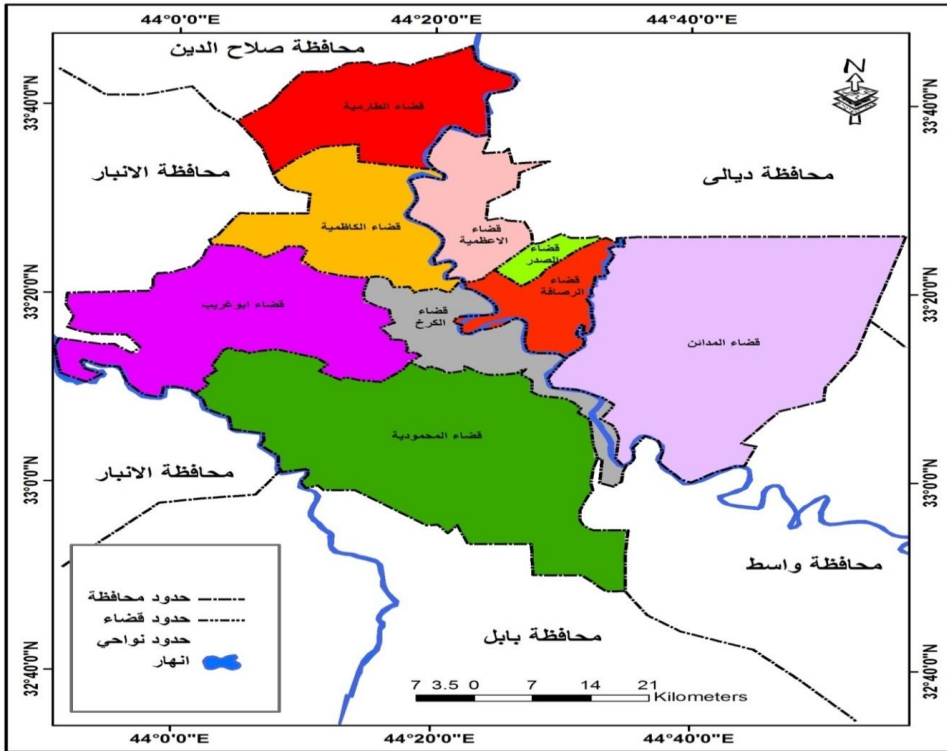 44°0'0"E 44°20'0"E 44°40'0"E
محافظة صلاح الدين
N
33°40'0"N 33°40'0"N
قضاء الطارمية
محافظة الانبار
محافظة ديالى
قضاء الكاظمية
قضاء
الاعظمية
قضاء
الصدر
قضاء
الرصافة
33°20'0"N 33°20'0"N
قضاء ابوغريب
قضاء
الكرخ
قضاء المدائن
قضاء المحمودية
محافظة الانبار
33°0'0"N 33°0'0"N
محافظة واسط
محافظة بابل
حدود محافظة
حدود قضاء
حدود نواحي
انهار
32°40'0"N 32°40'0"N
7 3.5 0 7 14 21
Kilometers
44°0'0"E 44°20'0"E 44°40'0"E